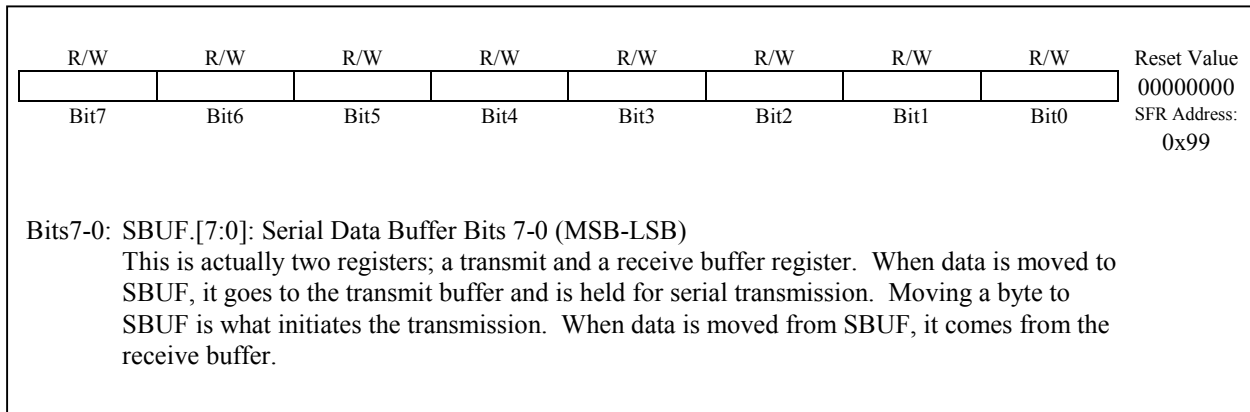 R/W R/W R/W R/W R/W R/W R/W R/W Reset Value
00000000
Bit7 Bit6 Bit5 Bit4 Bit3 Bit2 Bit1 Bit0 SFR Address:
0x99
Bits7-0: SBUF.[7:0]: Serial Data Buffer Bits 7-0 (MSB-LSB)
This is actually two registers; a transmit and a receive buffer register. When data is moved to
SBUF, it goes to the transmit buffer and is held for serial transmission. Moving a byte to
SBUF is what initiates the transmission. When data is moved from SBUF, it comes from the
receive buffer.